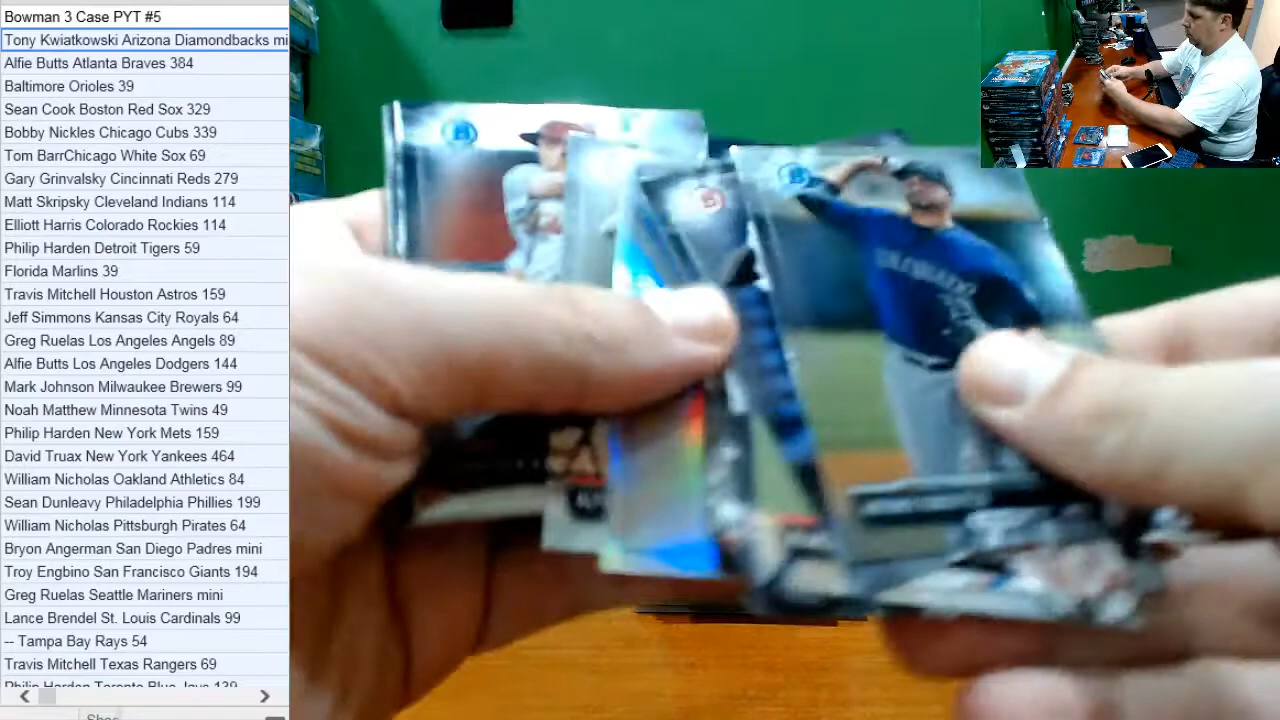 Bowman 3 Case PYT #5
Tony Kwiatkowski Arizona Diamondbacks mi
Alfie Butts Atlanta Braves 384
Baltimore Orioles 39
Sean Cook Boston Red Sox 329
Bobby Nickles Chicago Cubs 339
Tom BarrChicago White Sox 69
Gary Grinvalsky Cincinnati Reds 279
Matt Skripsky Cleveland Indians 114
Elliott Harris Colorado Rockies 114
Philip Harden Detroit Tigers 59
Florida Marlins 39
Travis Mitchell Houston Astros 159
Jeff Simmons Kansas City Royals 64
Greg Ruelas Los Angeles Angels 89
Alfie Butts Los Angeles Dodgers 144
Mark Johnson Milwaukee Brewers 99
Noah Matthew Minnesota Twins 49
Philip Harden New York Mets 159
David Truax New York Yankees 464
William Nicholas Oakland Athletics 84
Sean Dunleavy Philadelphia Phillies 199
William Nicholas Pittsburgh Pirates 64
Bryon Angerman San Diego Padres mini
Troy Engbino San Francisco Giants 194
Greg Ruelas Seattle Mariners mini
Lance Brendel St. Louis Cardinals 99
-- Tampa Bay Rays 54
Travis Mitchell Texas Rangers 69
Philip Harden Toronto Blue Jays 139